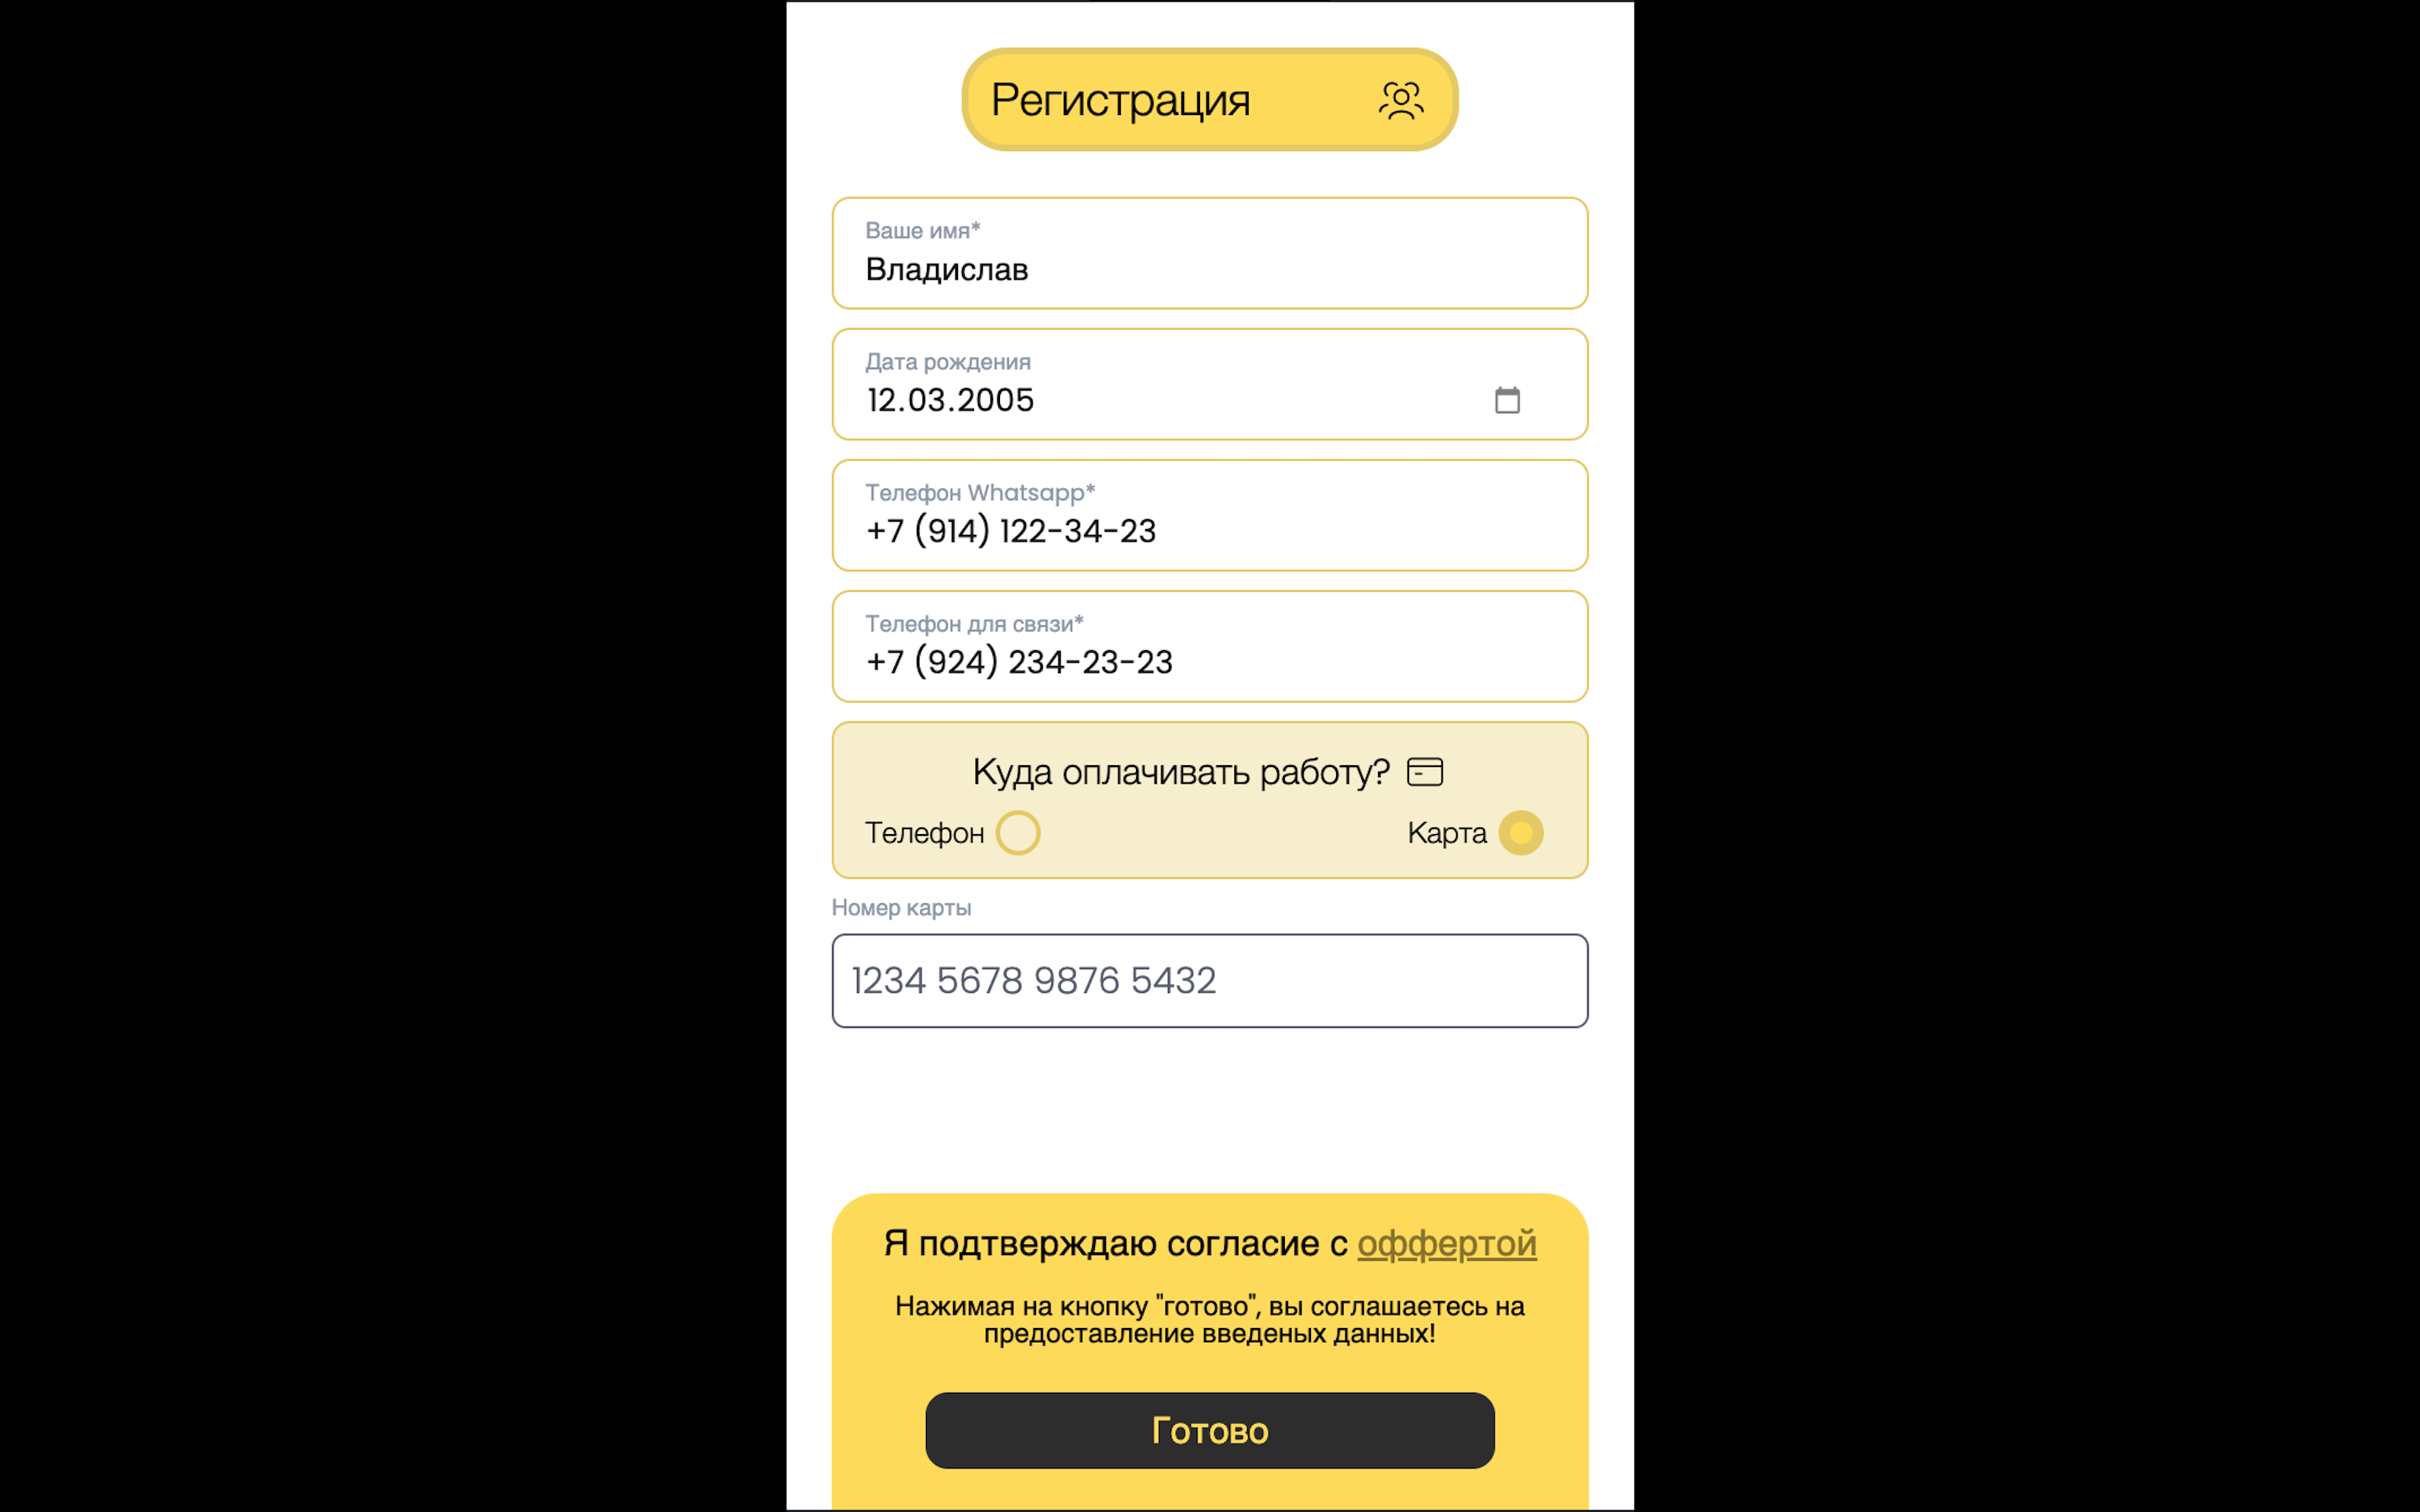 Регистрация
Ваше имя*
Владислав
Дата рождения
12.03.2005
Телефон Whatsapp*
+7 (914) 122-34-23
Телефон для связи*
+7 (924) 234-23-23
Куда оплачивать работу?
Телефон
Карта
Номер карты
1234 5678 9876 5432
Я подтверждаю согласие с оффертой
Нажимая на кнопку "готово", вы соглашаетесь на
предоставление введеных данных!
Готово